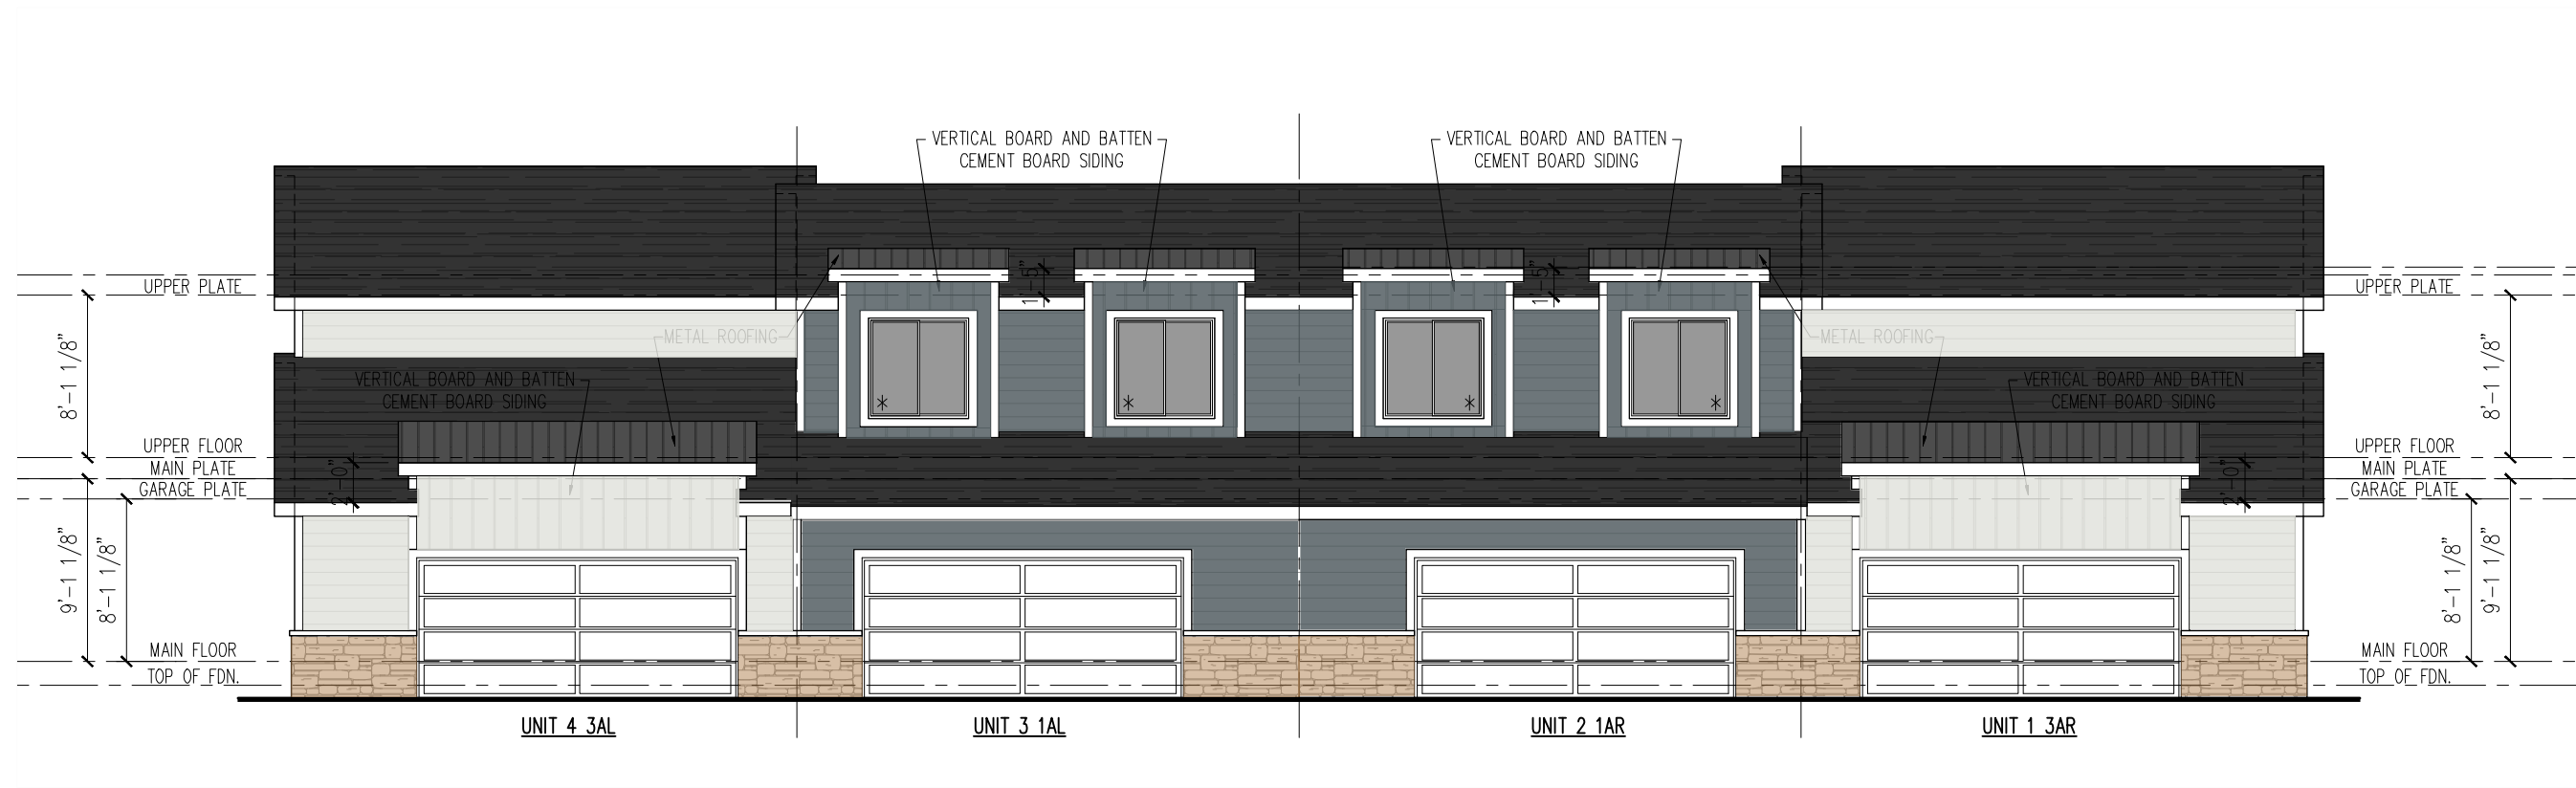 VERTICAL BOARD AND BATTEN
CEMENT BOARD SIDING
VERTICAL BOARD AND BATTEN
CEMENT BOARD SIDING
1'-5"
1'-5"
UPPER PLATE
UPPER PLATE
METAL ROOFING
METAL ROOFING
8'-1 1/8"
8'-1 1/8"
VERTICAL BOARD AND BATTEN
CEMENT BOARD SIDING
VERTICAL BOARD AND BATTEN
CEMENT BOARD SIDING
UPPER FLOOR
UPPER FLOOR
MAIN PLATE
MAIN PLATE
GARAGE PLATE
GARAGE PLATE
2'-0"
2'-0"
9'-1 1/8"
8'-1 1/8"
8'-1 1/8"
9'-1 1/8"
MAIN FLOOR
MAIN FLOOR
TOP OF FDN.
TOP OF FDN.
UNIT 4 3AL
UNIT 3 1AL
UNIT 2 1AR
UNIT 1 3AR